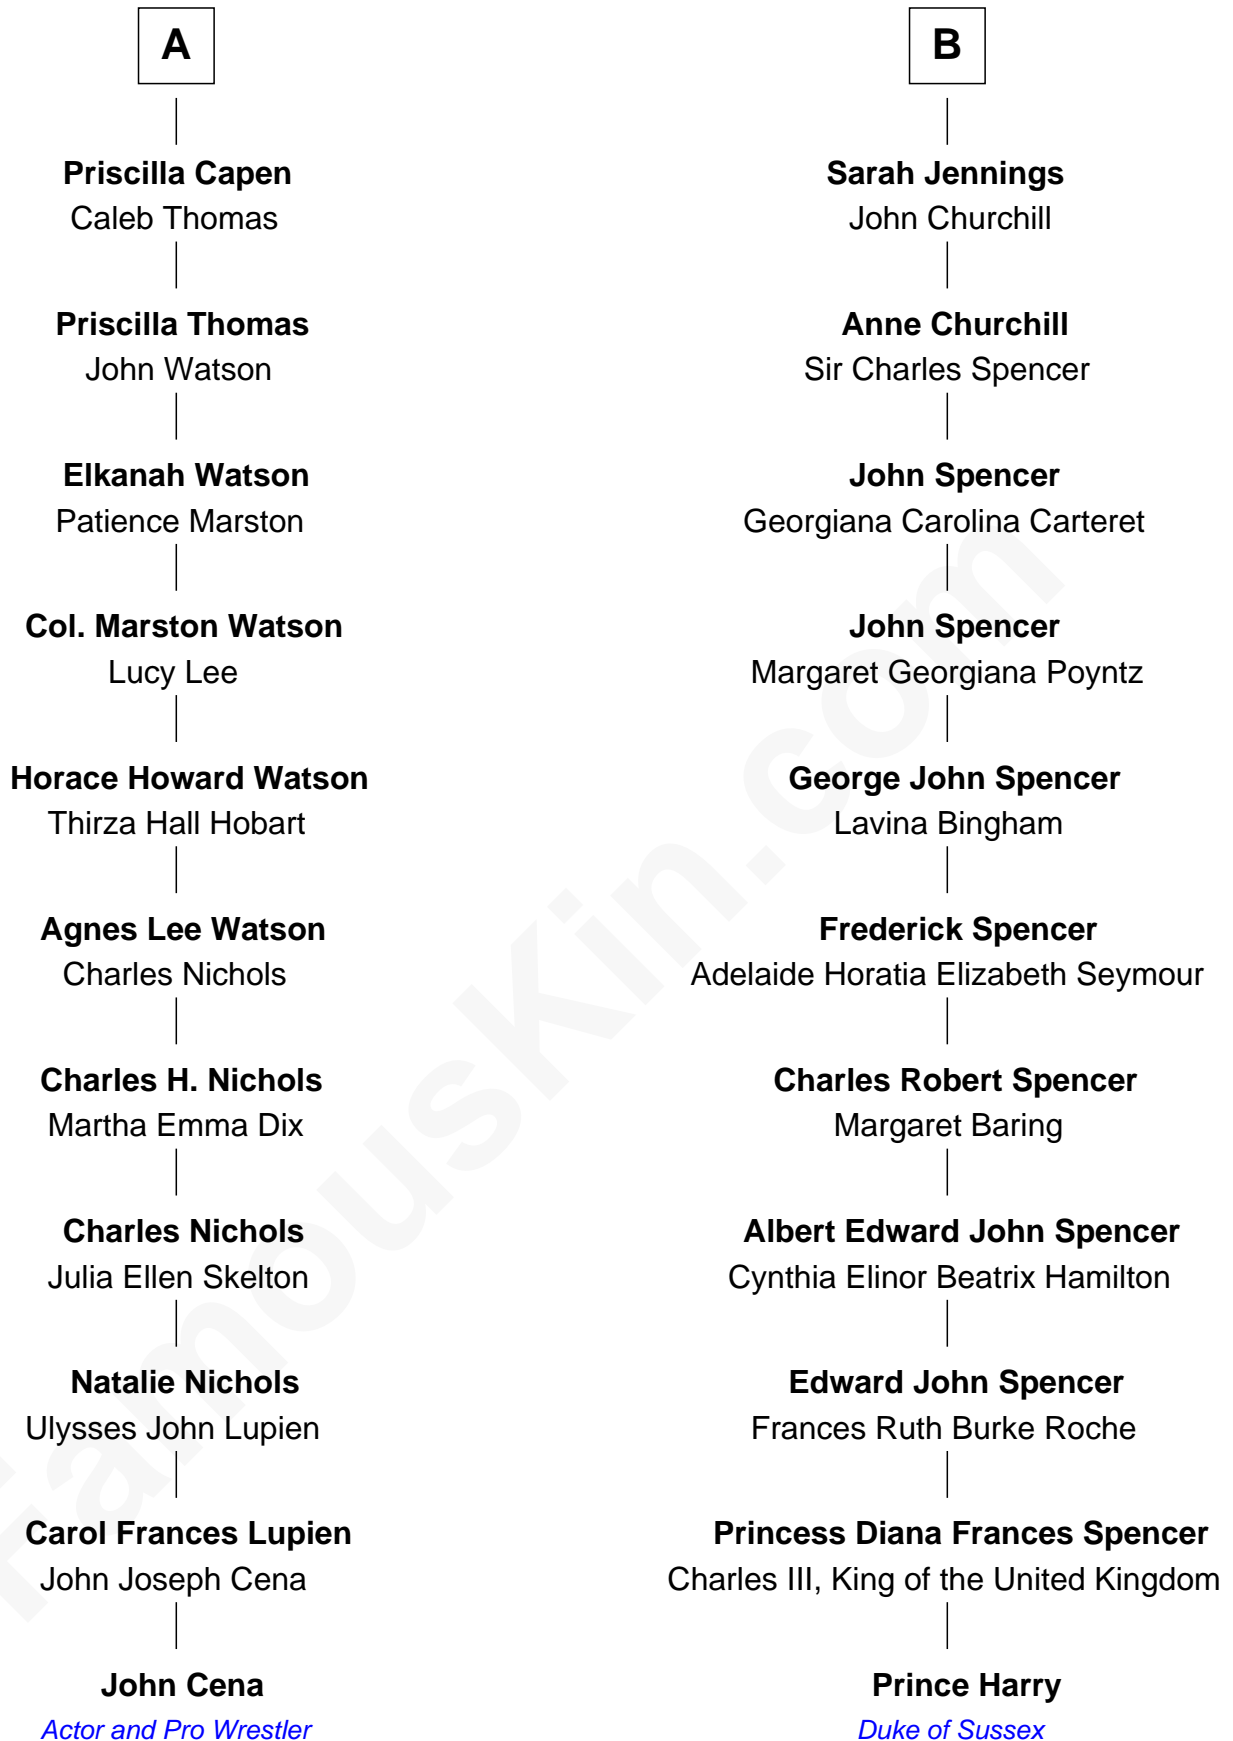 A
Priscilla Capen
Caleb Thomas
Priscilla Thomas
John Watson
Elkanah Watson
Patience Marston
Col. Marston Watson
Lucy Lee
Horace Howard Watson
Thirza Hall Hobart
Agnes Lee Watson
Charles Nichols
Charles H. Nichols
Martha Emma Dix
Charles Nichols
Julia Ellen Skelton
Natalie Nichols
Ulysses John Lupien
Carol Frances Lupien
John Joseph Cena
John Cena
Actor and Pro Wrestler
B
Sarah Jennings
John Churchill
Anne Churchill
Sir Charles Spencer
John Spencer
Georgiana Carolina Carteret
John Spencer
Margaret Georgiana Poyntz
George John Spencer
Lavina Bingham
Frederick Spencer
Adelaide Horatia Elizabeth Seymour
Charles Robert Spencer
Margaret Baring
Albert Edward John Spencer
Cynthia Elinor Beatrix Hamilton
Edward John Spencer
Frances Ruth Burke Roche
Princess Diana Frances Spencer
Charles III, King of the United Kingdom
Prince Harry
Duke of Sussex
FamousKin.com